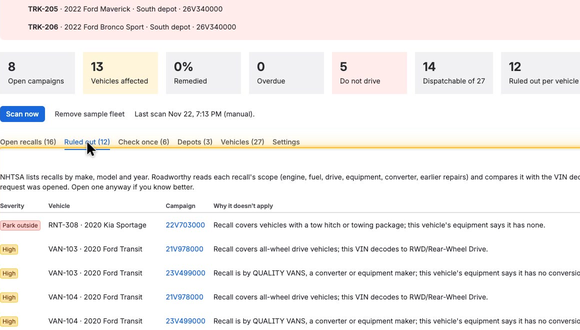 TRK-205 · 2022 Ford Maverick · South depot · 26V340000
TRK-206 · 2022 Ford Bronco Sport · South depot · 26V340000
8
Open campaigns
13
Vehicles affected
0%
Remedied
0
Overdue
5
Do not drive
14
Dispatchable of 27
12
Ruled out per vehicle
Scan now
Remove sample fleet
Last scan Nov 22, 7:13 PM (manual).
Open recalls (16)
Ruled out (12)
Check once (6)
Depots (3)
Vehicles (27)
Settings
NHTSA lists recalls by make, model and year. Roadworthy reads each recall's scope (engine, fuel, drive, equipment, converter, earlier repairs) and compares it with the VIN dec
request was opened. Open one anyway if you know better.
Severity Vehicle Campaign Why it doesn't apply
Park outside RNT-308 · 2020 Kia Sportage 22V703000 Recall covers vehicles with a tow hitch or towing package; this vehicle's equipment says it has none.
High VAN-103 · 2020 Ford Transit 21V978000 Recall covers all-wheel drive vehicles; this VIN decodes to RWD/Rear-Wheel Drive.
High VAN-103 · 2020 Ford Transit 23V499000 Recall is by QUALITY VANS, a converter or equipment maker; this vehicle's equipment says it has no conversio
High VAN-104 · 2020 Ford Transit 21V978000 Recall covers all-wheel drive vehicles; this VIN decodes to RWD/Rear-Wheel Drive.
High VAN-104 · 2020 Ford Transit 23V499000 Recall is by QUALITY VANS, a converter or equipment maker; this vehicle's equipment says it has no conversio